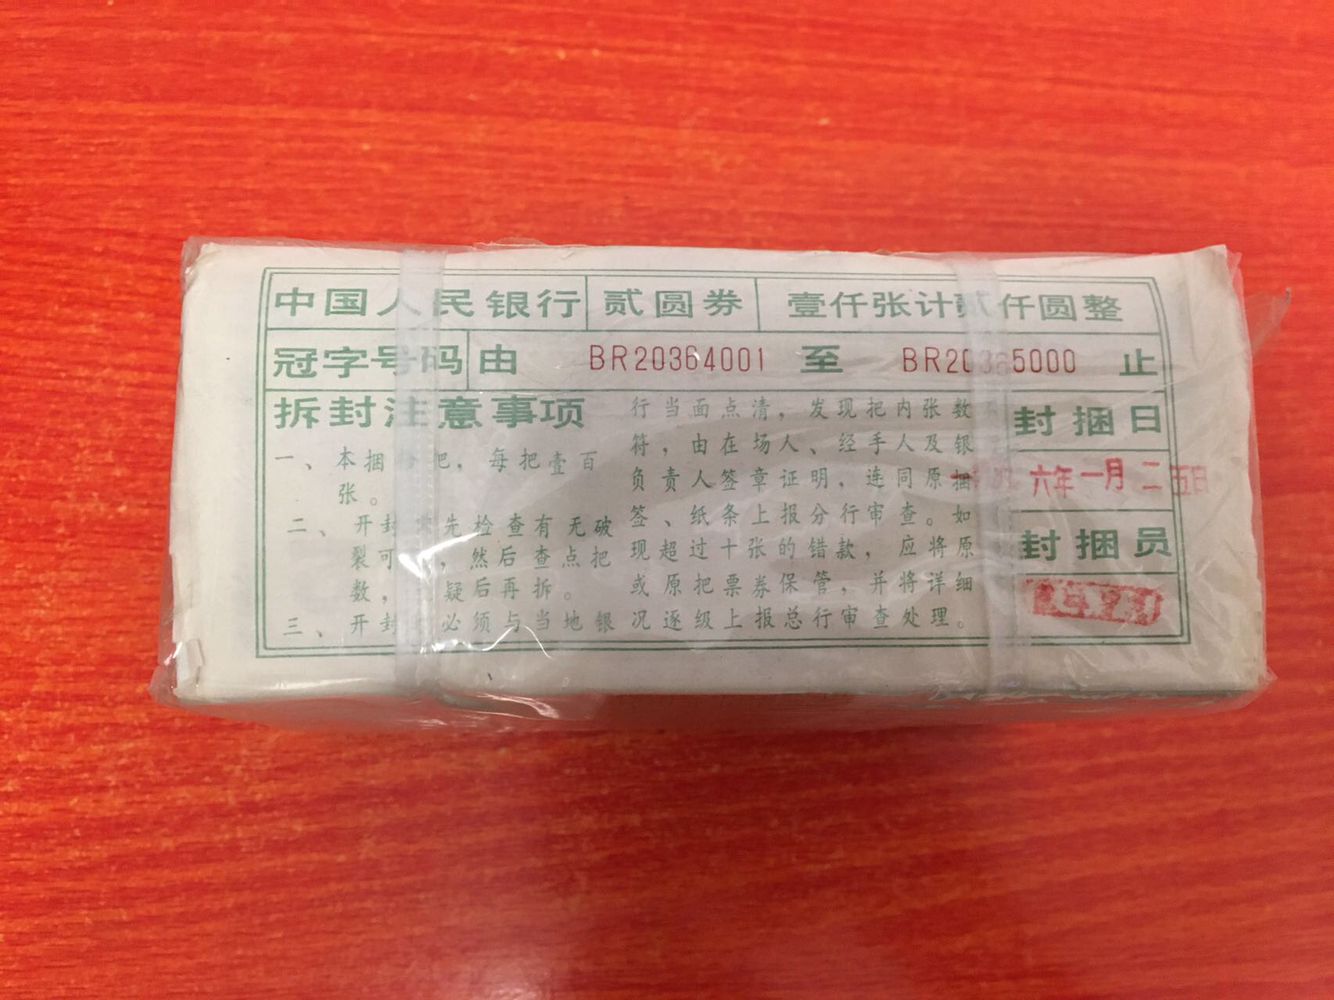 中国人民银行 贰圆券 壹仟张计贰仟圆整
冠字号码 由 BR20364001 至 BR20365000 止
拆封注意事项
一、本捆 把，每把壹百
张。
二、开封 先检查有无破
裂可 ，然后查点把
数， 疑后再拆。
三、开封 必须与当地银
行当面点清，发现把内张数
符，由在场人、经手人及银
负责人签章证明，连同原捆
签、纸条上报分行审查。如
现超过十张的错款，应将原
或原把票券保管，并将详细
况逐级上报总行审查处理。
封捆日
六年一月二五日
封捆员